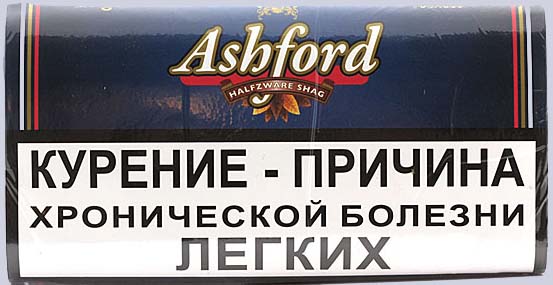 Ashford
HALFZWARE SHAG
КУРЕНИЕ - ПРИЧИНА
ХРОНИЧЕСКОЙ БОЛЕЗНИ
ЛЕГКИХ